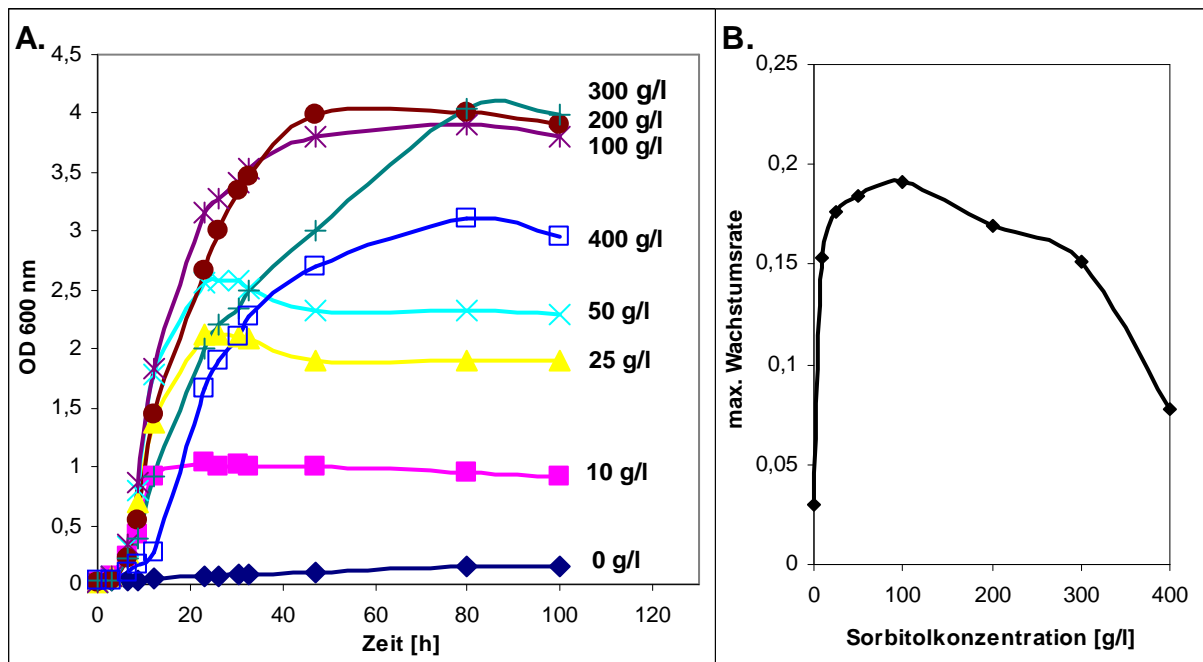 A.
OD 600 nm
4,5
4
3,5
3
2,5
2
1,5
1
0,5
0
0
20
40
60
80
100
120
Zeit [h]
300 g/l
200 g/l
100 g/l
400 g/l
50 g/l
25 g/l
10 g/l
0 g/l
B.
max. Wachstumsrate
0,25
0,2
0,15
0,1
0,05
0
0
100
200
300
400
Sorbitolkonzentration [g/l]